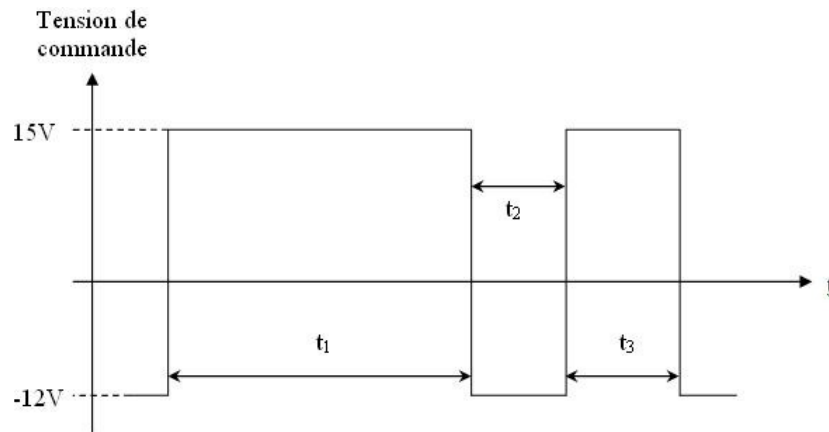 Tension de
commande
15V
t₂
t
t₁
t₃
-12V